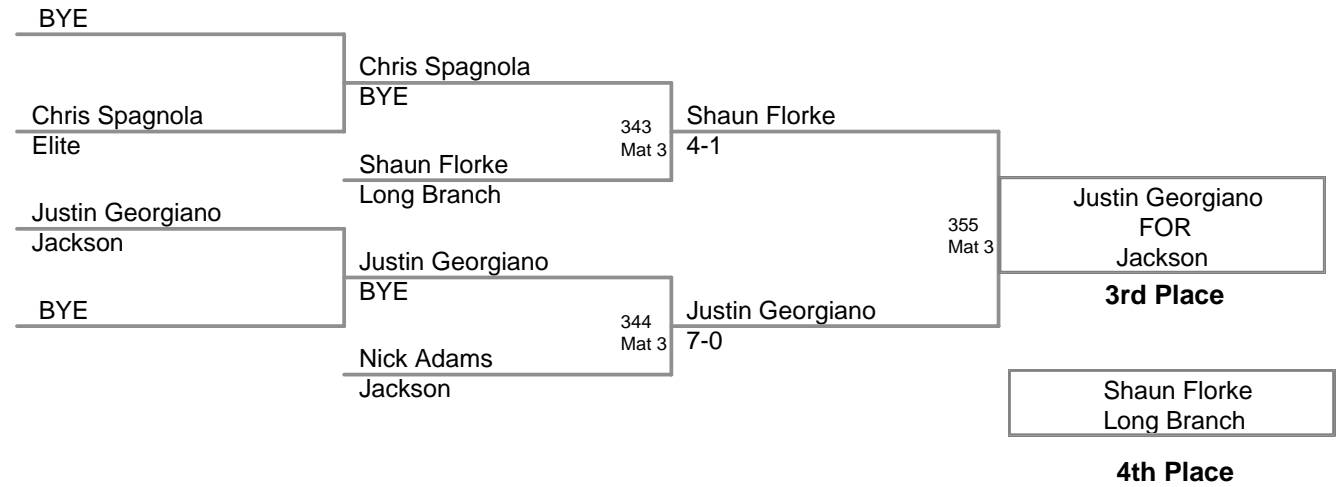 BYE
Chris Spagnola
BYE
Chris Spagnola
Elite
343
Mat 3
Shaun Florke
4-1
Shaun Florke
Long Branch
Justin Georgiano
Jackson
355
Mat 3
Justin Georgiano
FOR
Jackson
3rd Place
Justin Georgiano
BYE
BYE
344
Mat 3
Justin Georgiano
7-0
Nick Adams
Jackson
Shaun Florke
Long Branch
4th Place